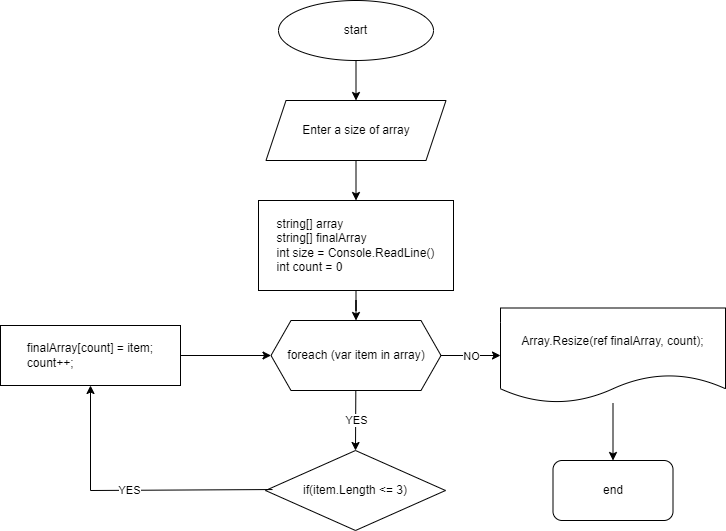 start
Enter a size of array
string[] array
string[] finalArray
int size = Console.ReadLine()
int count = 0
finalArray[count] = item;
count++;
foreach (var item in array)
NO
Array.Resize(ref finalArray, count);
YES
YES
if(item.Length <= 3)
end